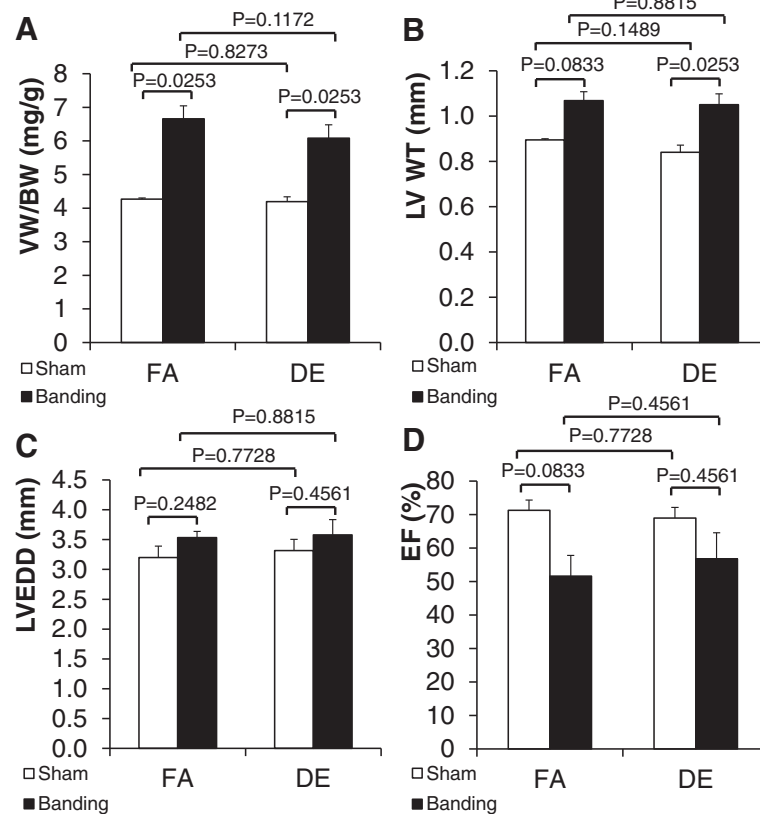 A
P=0.1172
P=0.8273
P=0.0253
P=0.0253
VW/BW (mg/g)
8
7
6
5
4
3
2
1
0
FA
DE
Sham
Banding
B
P=0.8815
P=0.1489
P=0.0833
P=0.0253
LV WT (mm)
1.2
1.0
0.8
0.6
0.4
0.2
0.0
FA
DE
Sham
Banding
C
P=0.8815
P=0.7728
P=0.2482
P=0.4561
LVEDD (mm)
4.5
4.0
3.5
3.0
2.5
2.0
1.5
1.0
0.5
0.0
FA
DE
Sham
Banding
D
P=0.4561
P=0.7728
P=0.0833
P=0.4561
EF (%)
80
70
60
50
40
30
20
10
0
FA
DE
Sham
Banding